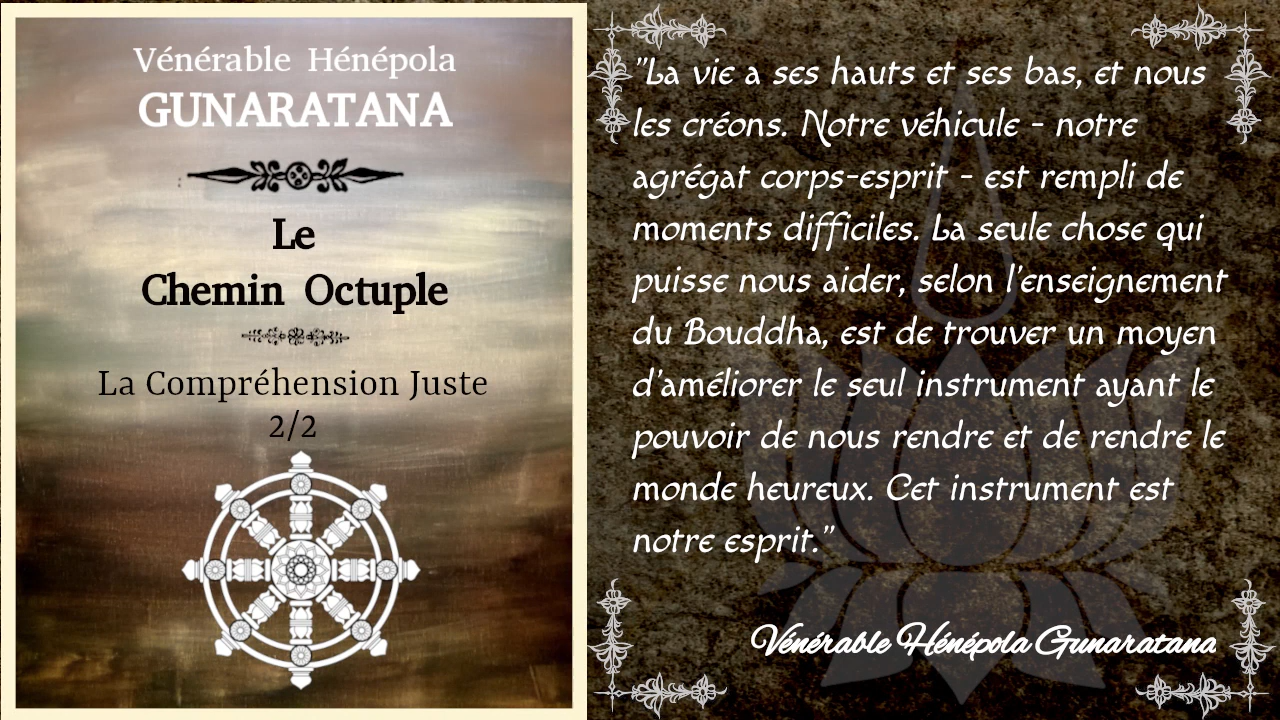 Vénérable Hénépola
GUNARATANA
Le
Chemin Octuple
La Compréhension Juste
2/2
"La vie a ses hauts et ses bas, et nous
les créons. Notre véhicule - notre
agrégat corps-esprit - est rempli de
moments difficiles. La seule chose qui
puisse nous aider, selon l'enseignement
du Bouddha, est de trouver un moyen
d'améliorer le seul instrument ayant le
pouvoir de nous rendre et de rendre le
monde heureux. Cet instrument est
notre esprit."
Vénérable Hénépola Gunaratana